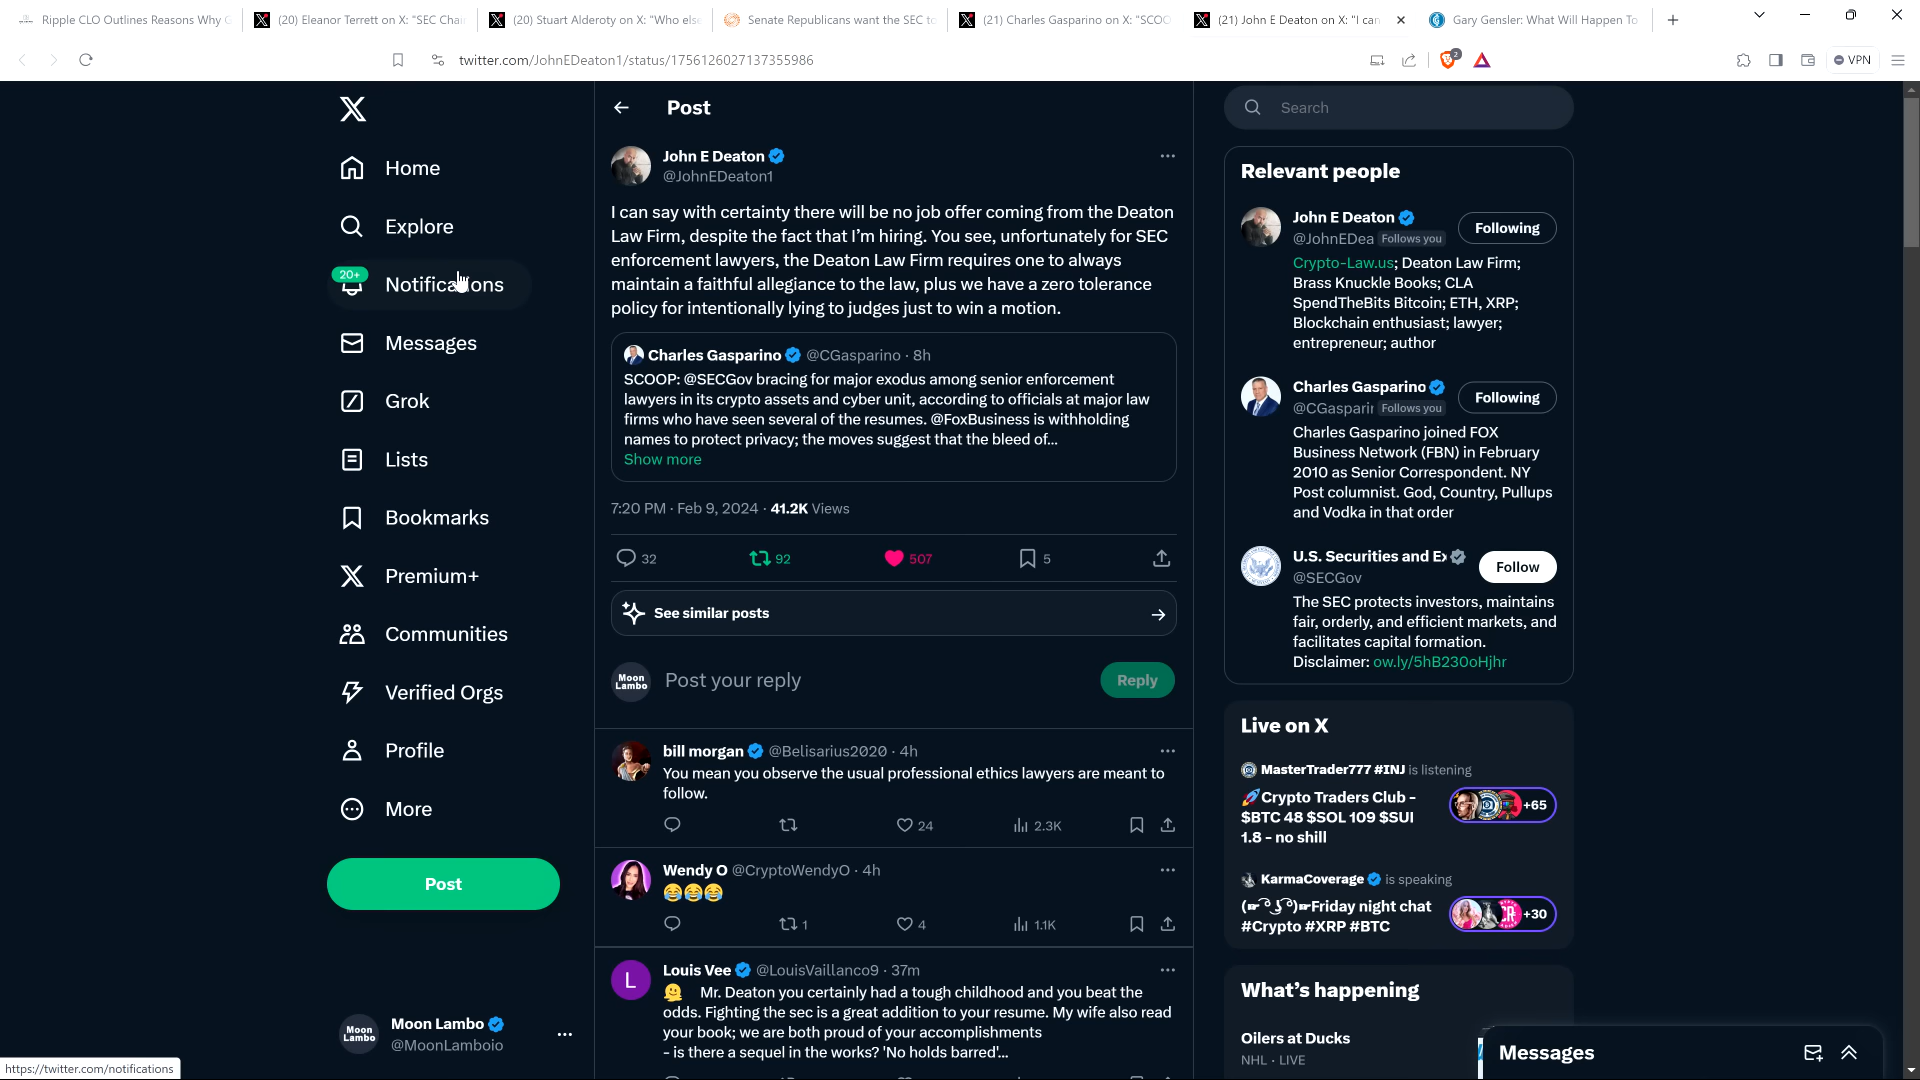 Ripple CLO Outlines Reasons Why G
(20) Eleanor Terrett on X: "SEC Chai
(20) Stuart Alderoty on X: "Who else
Senate Republicans want the SEC to
(21) Charles Gasparino on X: "SCOO
(21) John E Deaton on X: "I can
Gary Gensler: What Will Happen To
twitter.com/JohnEDeaton1/status/1756126027137355986
2
VPN
Home
Explore
20+
Notifications
Messages
Grok
Lists
Bookmarks
Premium+
Communities
Verified Orgs
Profile
More
Post
Moon Lambo
Moon Lambo
@MoonLamboio
https://twitter.com/notifications
Post
John E Deaton
@JohnEDeaton1
I can say with certainty there will be no job offer coming from the Deaton
Law Firm, despite the fact that I'm hiring. You see, unfortunately for SEC
enforcement lawyers, the Deaton Law Firm requires one to always
maintain a faithful allegiance to the law, plus we have a zero tolerance
policy for intentionally lying to judges just to win a motion.
Charles Gasparino @CGasparino · 8h
SCOOP: @SECGov bracing for major exodus among senior enforcement
lawyers in its crypto assets and cyber unit, according to officials at major law
firms who have seen several of the resumes. @FoxBusiness is withholding
names to protect privacy; the moves suggest that the bleed of...
Show more
7:20 PM · Feb 9, 2024 · 41.2K Views
32 92 507 5
See similar posts
Moon Lambo
Post your reply
Reply
bill morgan @Belisarius2020 · 4h
You mean you observe the usual professional ethics lawyers are meant to
follow.
24 2.3K
Wendy O @CryptoWendyO · 4h
😂😂😂
1 4 1.1K
L
Louis Vee @LouisVaillanco9 · 37m
🫠 Mr. Deaton you certainly had a tough childhood and you beat the
odds. Fighting the sec is a great addition to your resume. My wife also read
your book; we are both proud of your accomplishments
- is there a sequel in the works? 'No holds barred'...
Search
Relevant people
John E Deaton
@JohnEDea Follows you
Following
Crypto-Law.us; Deaton Law Firm;
Brass Knuckle Books; CLA
SpendTheBits Bitcoin; ETH, XRP;
Blockchain enthusiast; lawyer;
entrepreneur; author
Charles Gasparino
@CGasparir Follows you
Following
Charles Gasparino joined FOX
Business Network (FBN) in February
2010 as Senior Correspondent. NY
Post columnist. God, Country, Pullups
and Vodka in that order
U.S. Securities and Ex
@SECGov
Follow
The SEC protects investors, maintains
fair, orderly, and efficient markets, and
facilitates capital formation.
Disclaimer: ow.ly/5hB230oHjhr
Live on X
MasterTrader777 #INJ is listening
🚀Crypto Traders Club -
$BTC 48 $SOL 109 $SUI
1.8 - no shill
+65
KarmaCoverage is speaking
(☞ ͡° ͜ʖ ͡°)☞Friday night chat
#Crypto #XRP #BTC
+30
What's happening
Oilers at Ducks
NHL · LIVE
Messages